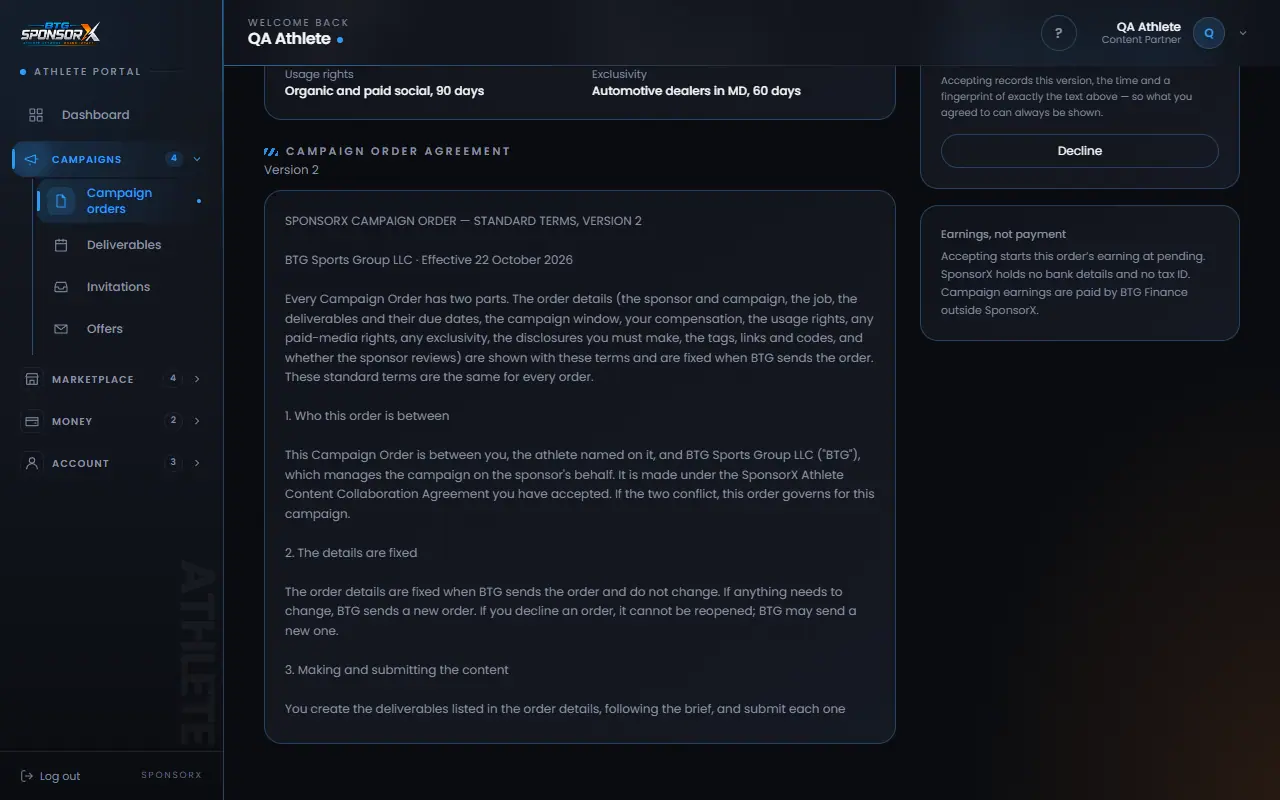 BTG
SPONSORX
ATHLETE PORTAL
Dashboard
CAMPAIGNS 4
Campaign
orders
Deliverables
Invitations
Offers
MARKETPLACE 4
MONEY 2
ACCOUNT 3
ATHLETE
Log out SPONSORX
WELCOME BACK
QA Athlete
?
QA Athlete
Content Partner
Q
Usage rights
Organic and paid social, 90 days
Exclusivity
Automotive dealers in MD, 60 days
CAMPAIGN ORDER AGREEMENT
Version 2
SPONSORX CAMPAIGN ORDER — STANDARD TERMS, VERSION 2
BTG Sports Group LLC · Effective 22 October 2026
Every Campaign Order has two parts. The order details (the sponsor and campaign, the job, the
deliverables and their due dates, the campaign window, your compensation, the usage rights, any
paid-media rights, any exclusivity, the disclosures you must make, the tags, links and codes, and
whether the sponsor reviews) are shown with these terms and are fixed when BTG sends the order.
These standard terms are the same for every order.
1. Who this order is between
This Campaign Order is between you, the athlete named on it, and BTG Sports Group LLC ("BTG"),
which manages the campaign on the sponsor's behalf. It is made under the SponsorX Athlete
Content Collaboration Agreement you have accepted. If the two conflict, this order governs for this
campaign.
2. The details are fixed
The order details are fixed when BTG sends the order and do not change. If anything needs to
change, BTG sends a new order. If you decline an order, it cannot be reopened; BTG may send a
new one.
3. Making and submitting the content
You create the deliverables listed in the order details, following the brief, and submit each one
Accepting records this version, the time and a
fingerprint of exactly the text above — so what you
agreed to can always be shown.
Decline
Earnings, not payment
Accepting starts this order's earning at pending.
SponsorX holds no bank details and no tax ID.
Campaign earnings are paid by BTG Finance
outside SponsorX.